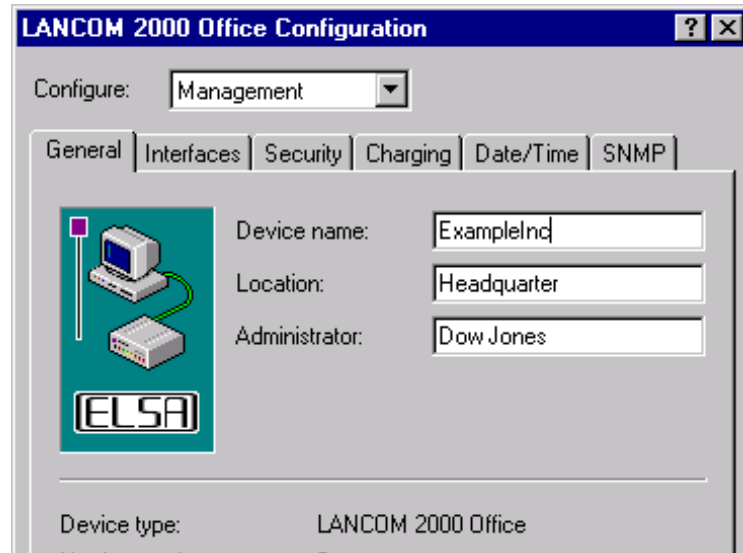 LANCOM 2000 Office Configuration
Configure: Management
General Interfaces Security Charging Date/Time SNMP
Device name: ExampleInc
Location: Headquarter
Administrator: Dow Jones
ELSA
Device type: LANCOM 2000 Office